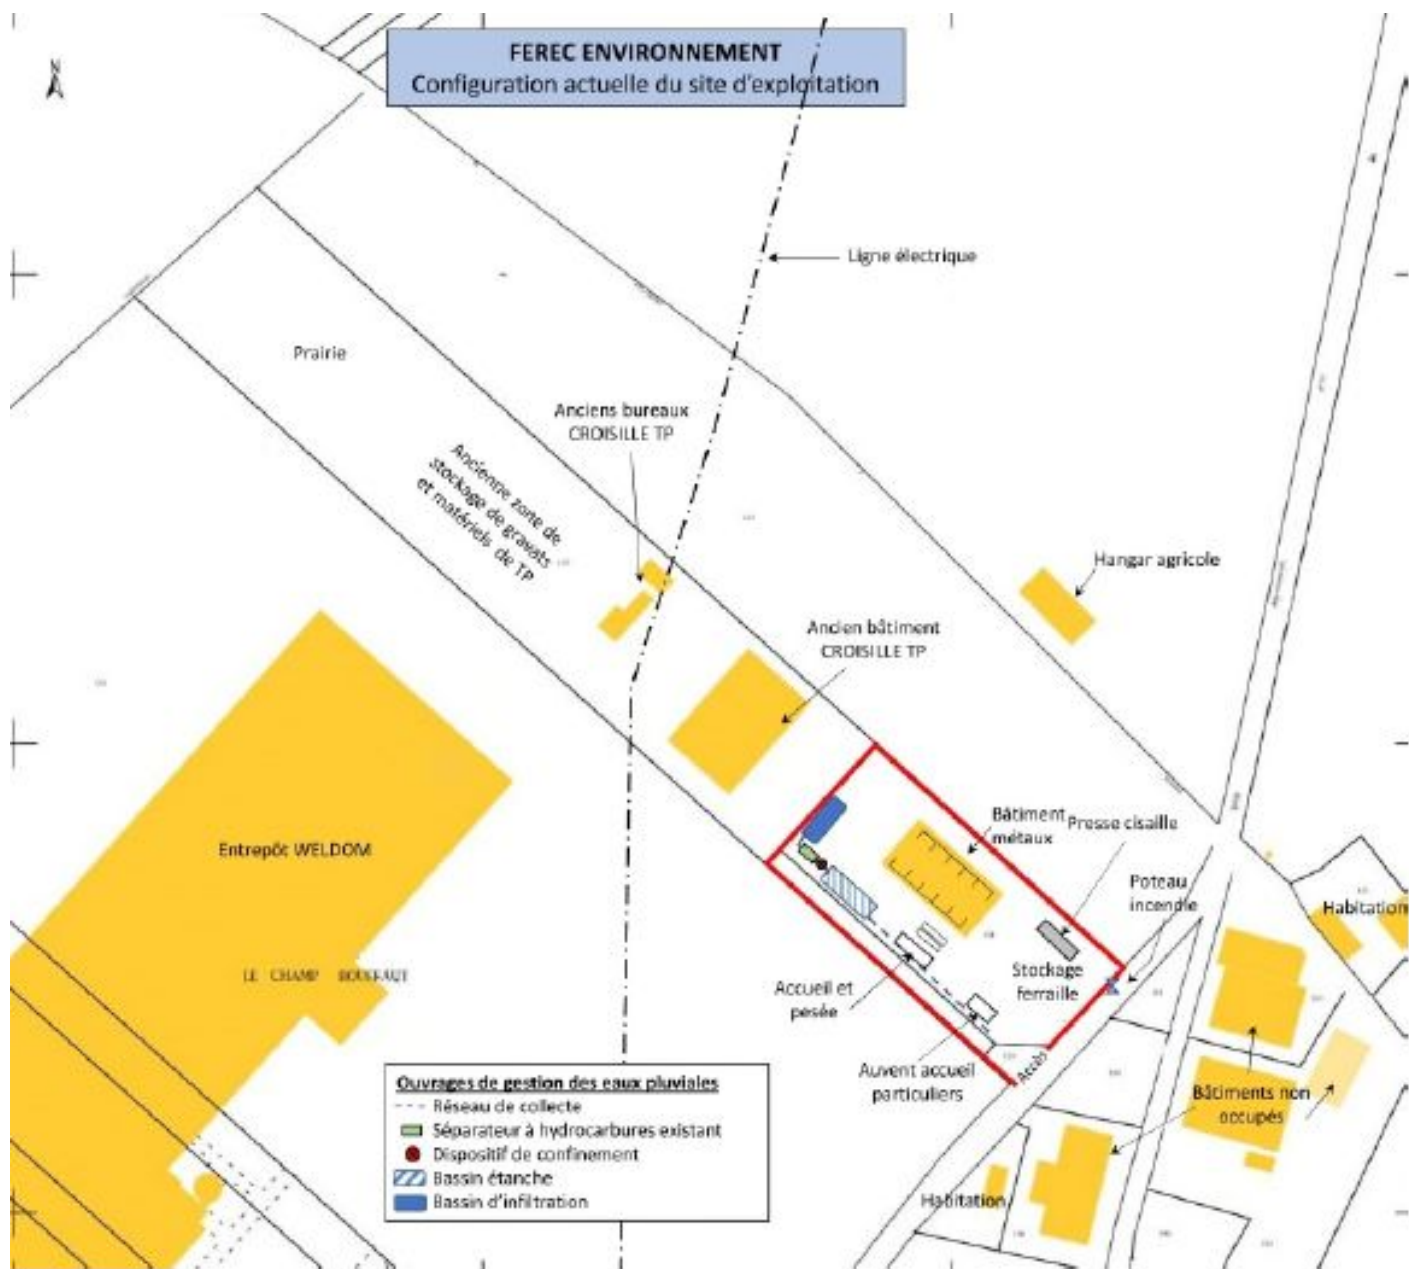 FEREC ENVIRONNEMENT
Configuration actuelle du site d'exploitation
N
Ligne électrique
Prairie
Anciens bureaux
CROISILLE TP
Ancienne zone de
stockage de gravats
et matériels de TP
Hangar agricole
Ancien bâtiment
CROISILLE TP
Bâtiment
métaux
Presse cisaille
Poteau
incendie
Entrepôt WELDOM
Habitation
LE CHAMP
Stockage
ferraille
Accueil et
pesée
Accès
Auvent accueil
particuliers
Bâtiments non
occupés
Habitation
Ouvrages de gestion des eaux pluviales
Réseau de collecte
Séparateur à hydrocarbures existant
Dispositif de confinement
Bassin étanche
Bassin d'infiltration